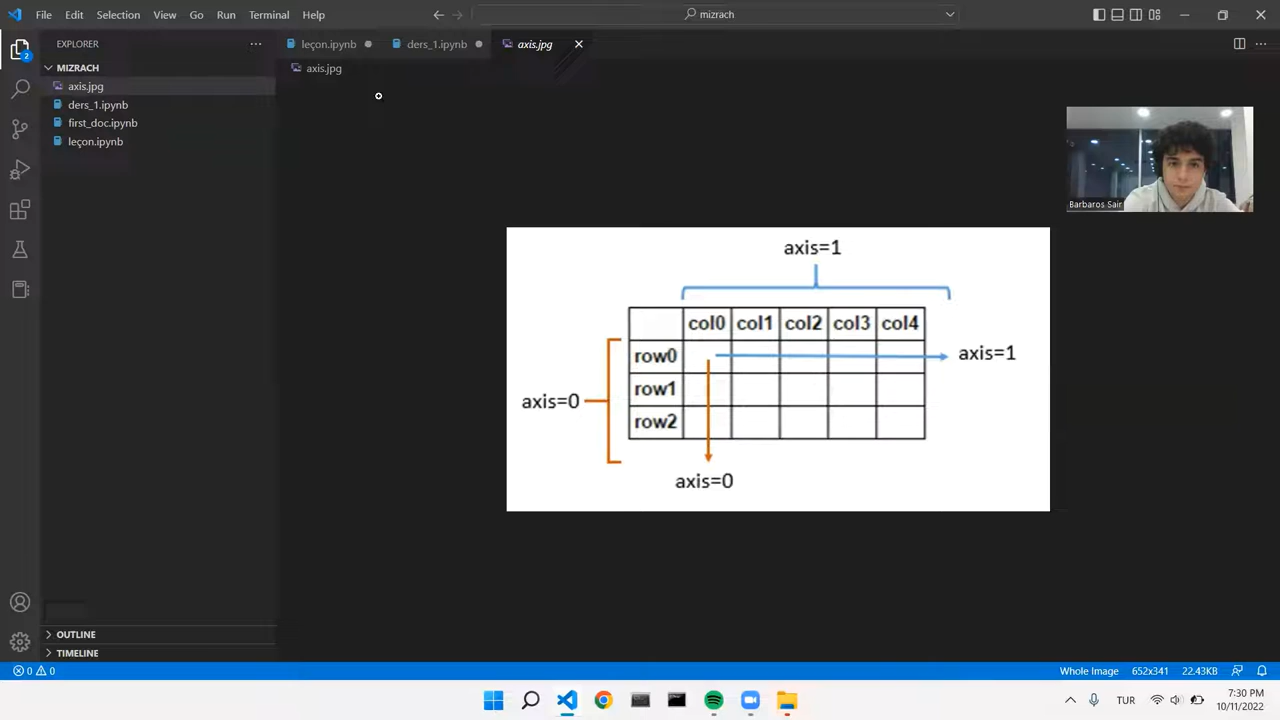 File Edit Selection View Go Run Terminal Help
mizrach
EXPLORER
leçon.ipynb
ders_1.ipynb
axis.jpg
MIZRACH
axis.jpg
axis.jpg
ders_1.ipynb
first_doc.ipynb
leçon.ipynb
2
Barbaros Sair
axis=1
col0 col1 col2 col3 col4
row0
axis=1
row1
axis=0
row2
axis=0
OUTLINE
TIMELINE
0 0
Whole Image 652x341 22.43KB
TUR
7:30 PM
10/11/2022